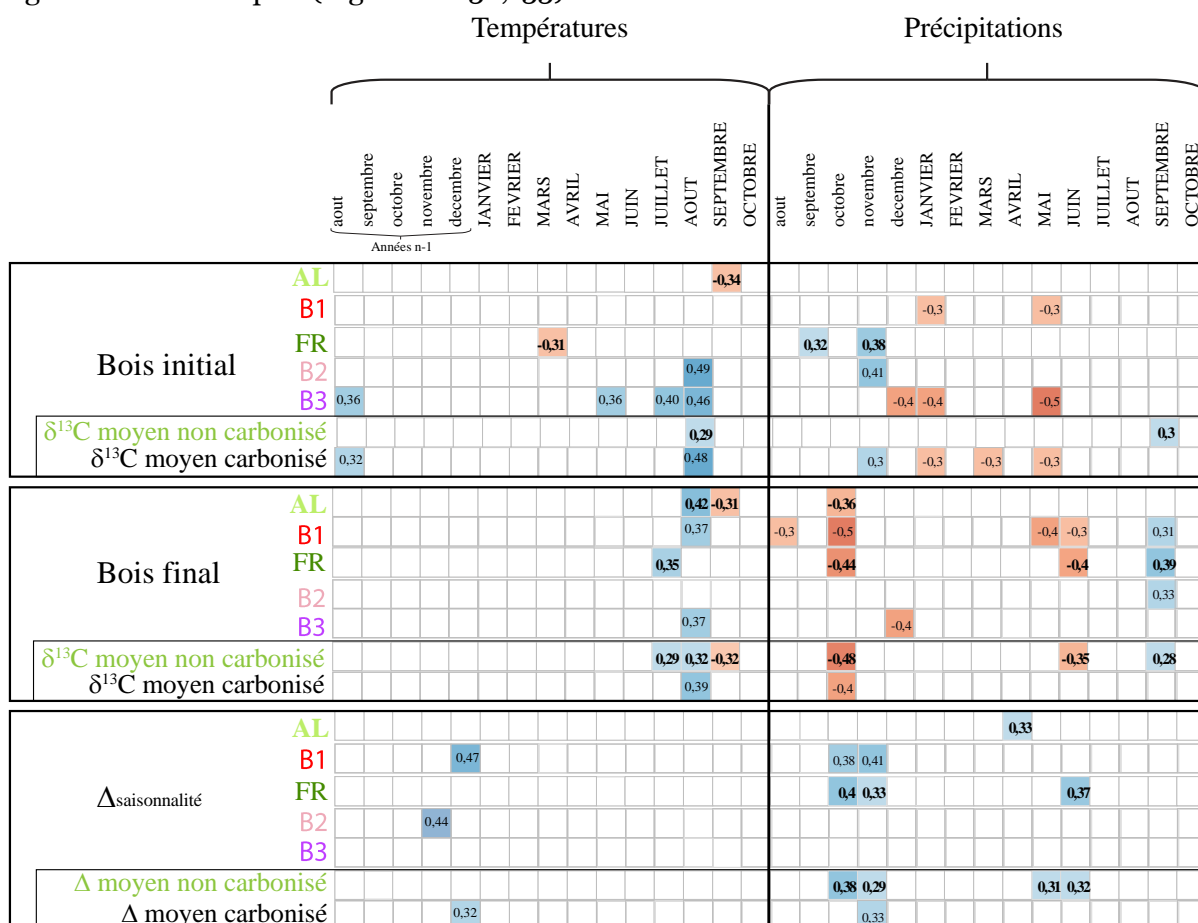 Températures Précipitations
aout septembre octobre novembre decembre JANVIER FEVRIER MARS AVRIL MAI JUIN JUILLET AOUT SEPTEMBRE OCTOBRE aout septembre octobre novembre decembre JANVIER FEVRIER MARS AVRIL MAI JUIN JUILLET AOUT SEPTEMBRE OCTOBRE
Années n-1
Bois initial
AL -0,34
B1 -0,3 -0,3
FR -0,31 0,32 0,38
B2 0,49 0,41
B3 0,36 0,36 0,40 0,46 -0,4 -0,4 -0,5
δ¹³C moyen non carbonisé 0,29 0,3
δ¹³C moyen carbonisé 0,32 0,48 0,3 -0,3 -0,3 -0,3
Bois final
AL 0,42 -0,31 -0,36
B1 0,37 -0,3 -0,5 -0,4 -0,3 0,31
FR 0,35 -0,44 -0,4 0,39
B2 0,33
B3 0,37 -0,4
δ¹³C moyen non carbonisé 0,29 0,32 -0,32 -0,48 -0,35 0,28
δ¹³C moyen carbonisé 0,39 -0,4
Δsaisonnalité
AL 0,33
B1 0,47 0,38 0,41
FR 0,4 0,33 0,37
B2 0,44
B3
Δ moyen non carbonisé 0,38 0,29 0,31 0,32
Δ moyen carbonisé 0,32 0,33